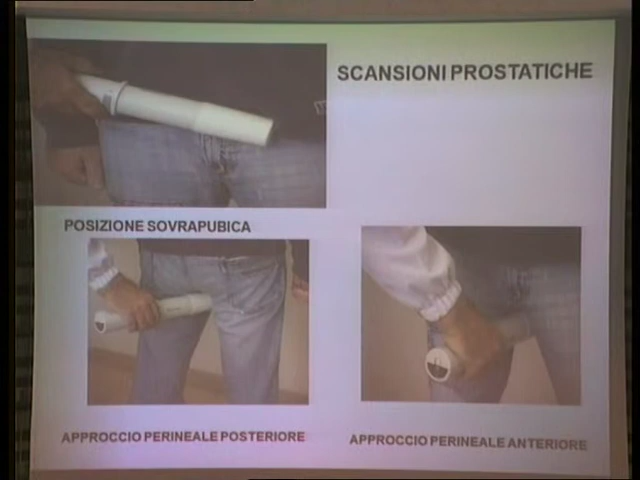 SCANSIONI PROSTATICHE
POSIZIONE SOVRAPUBICA
APPROCCIO PERINEALE POSTERIORE
APPROCCIO PERINEALE ANTERIORE